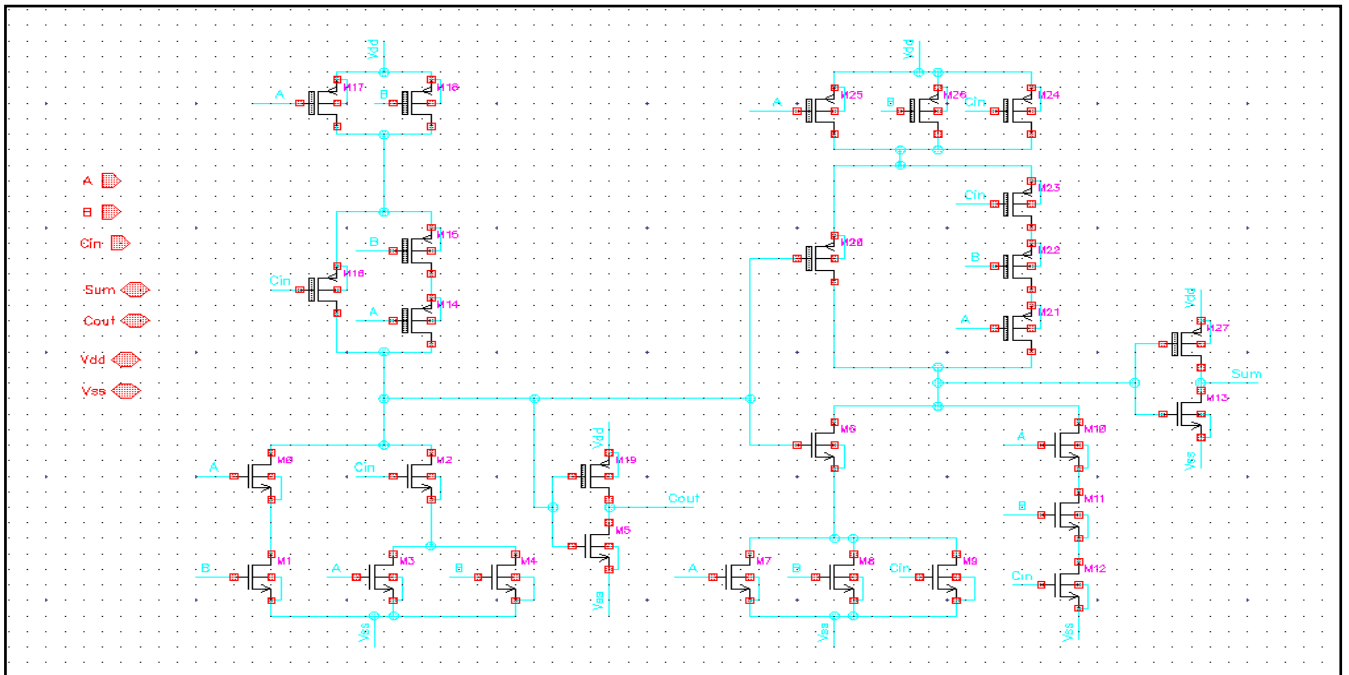 Vdd
A
M17
B
M18
Vdd
A
M25
B
M26
Cin
M24
A
B
Cin
Sum
Cout
Vdd
Vss
Cin
M16
B
M15
A
M14
M20
Cin
M23
B
M22
A
M21
Vdd
M27
Sum
M13
Vss
A
M0
Cin
M2
B
M1
A
M3
B
M4
Vss
Vdd
M19
Cout
M5
Vss
M6
A
M7
B
M8
Cin
M9
Vss
A
M10
B
M11
Cin
M12
Vss